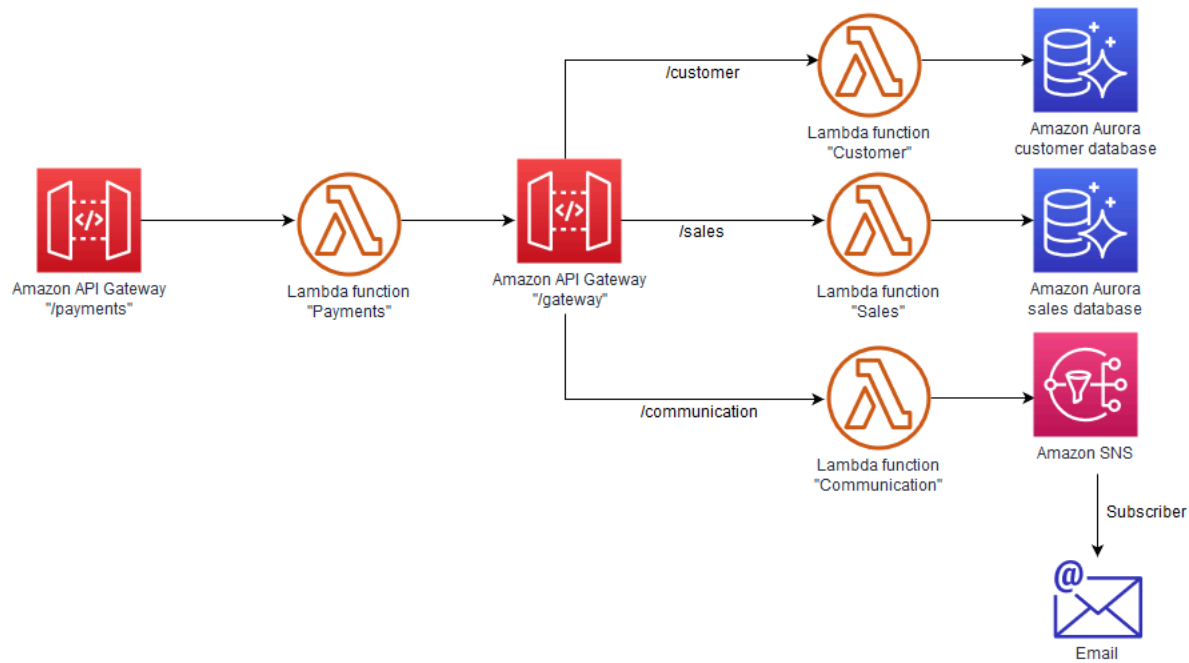 /customer
Lambda function
"Customer"
Amazon Aurora
customer database
Amazon API Gateway
"/payments"
</>
Lambda function
"Payments"
Amazon API Gateway
"/gateway"
</>
/sales
Lambda function
"Sales"
Amazon Aurora
sales database
/communication
Lambda function
"Communication"
Amazon SNS
Subscriber
@
Email